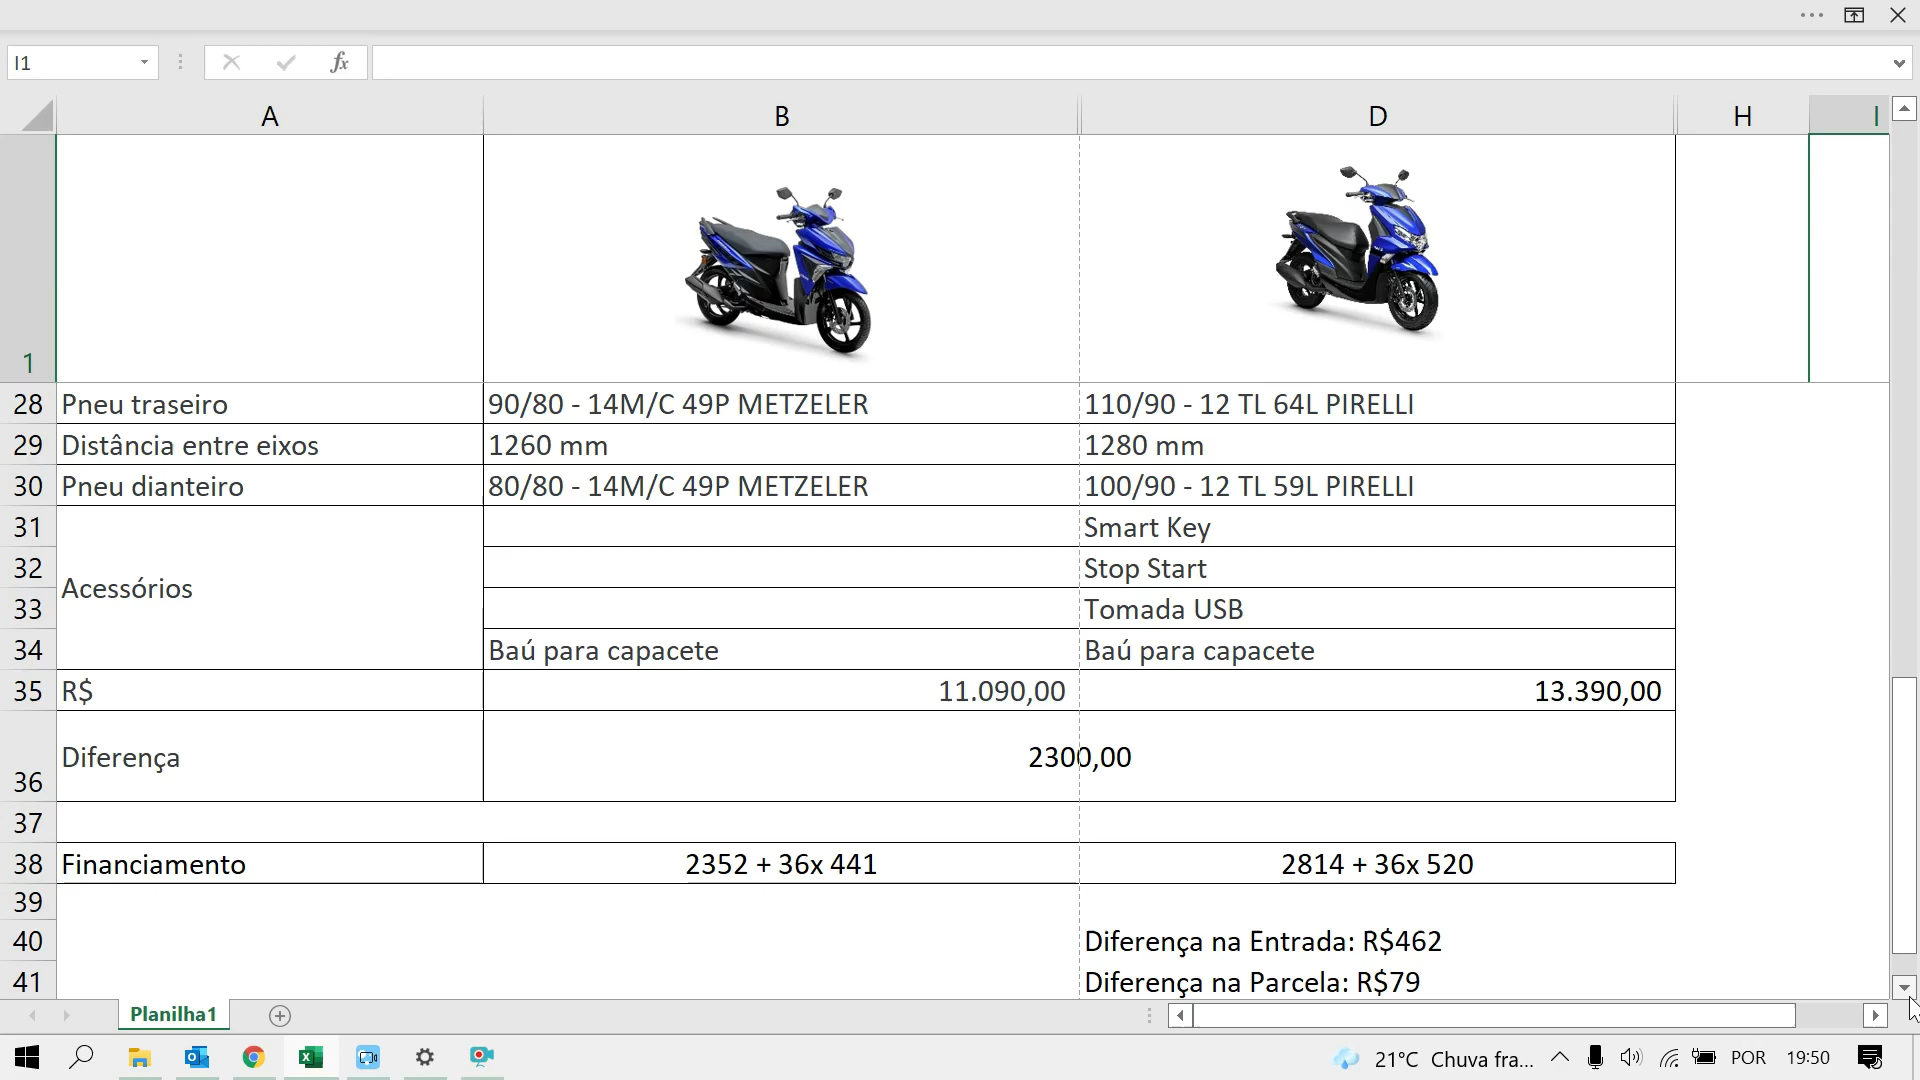 I1
fx
A B D H I
1
28 Pneu traseiro 90/80 - 14M/C 49P METZELER 110/90 - 12 TL 64L PIRELLI
29 Distância entre eixos 1260 mm 1280 mm
30 Pneu dianteiro 80/80 - 14M/C 49P METZELER 100/90 - 12 TL 59L PIRELLI
31 Smart Key
32 Stop Start
Acessórios
33 Tomada USB
34 Baú para capacete Baú para capacete
35 R$ 11.090,00 13.390,00
36 Diferença 2300,00
37
38 Financiamento 2352 + 36x 441 2814 + 36x 520
39
40 Diferença na Entrada: R$462
41 Diferença na Parcela: R$79
Planilha1
21°C Chuva fra... POR 19:50